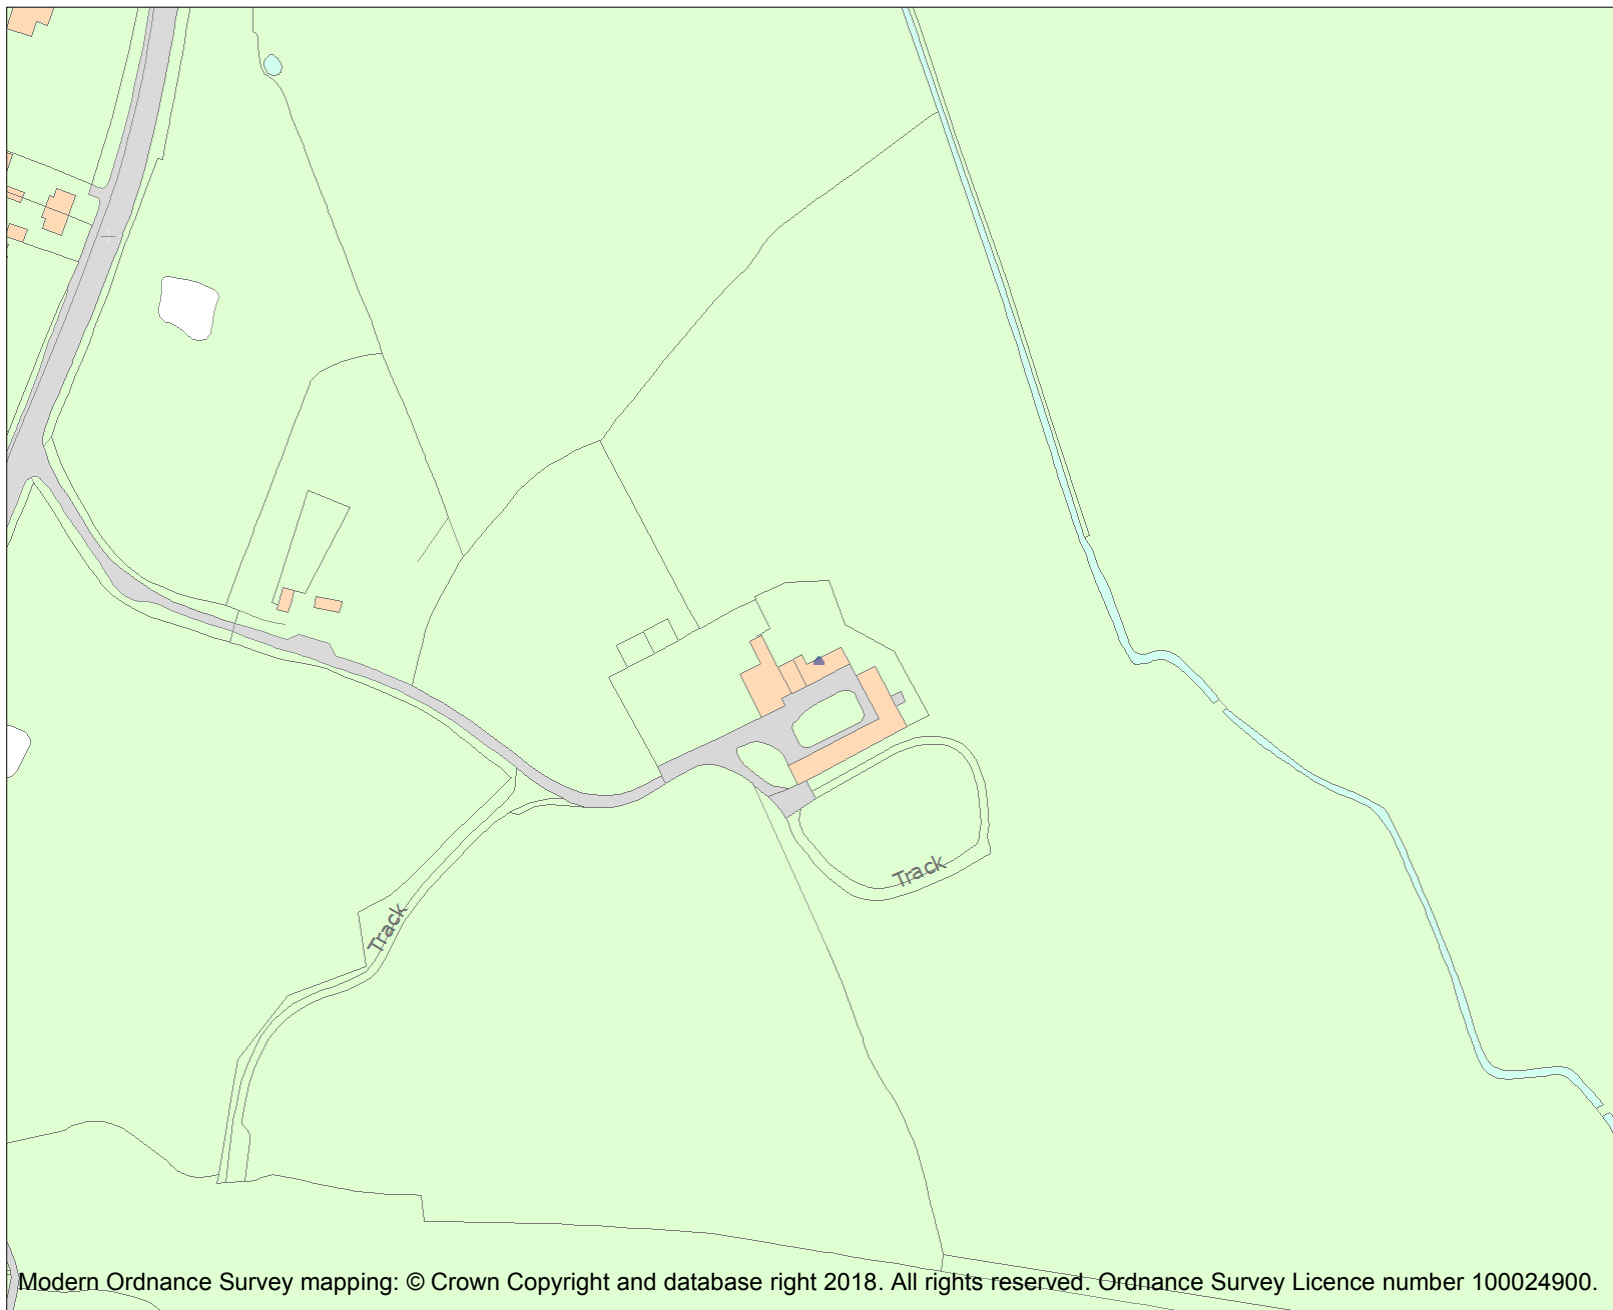 Track
Track
Modern Ordnance Survey mapping: © Crown Copyright and database right 2018. All rights reserved. Ordnance Survey Licence number 100024900.